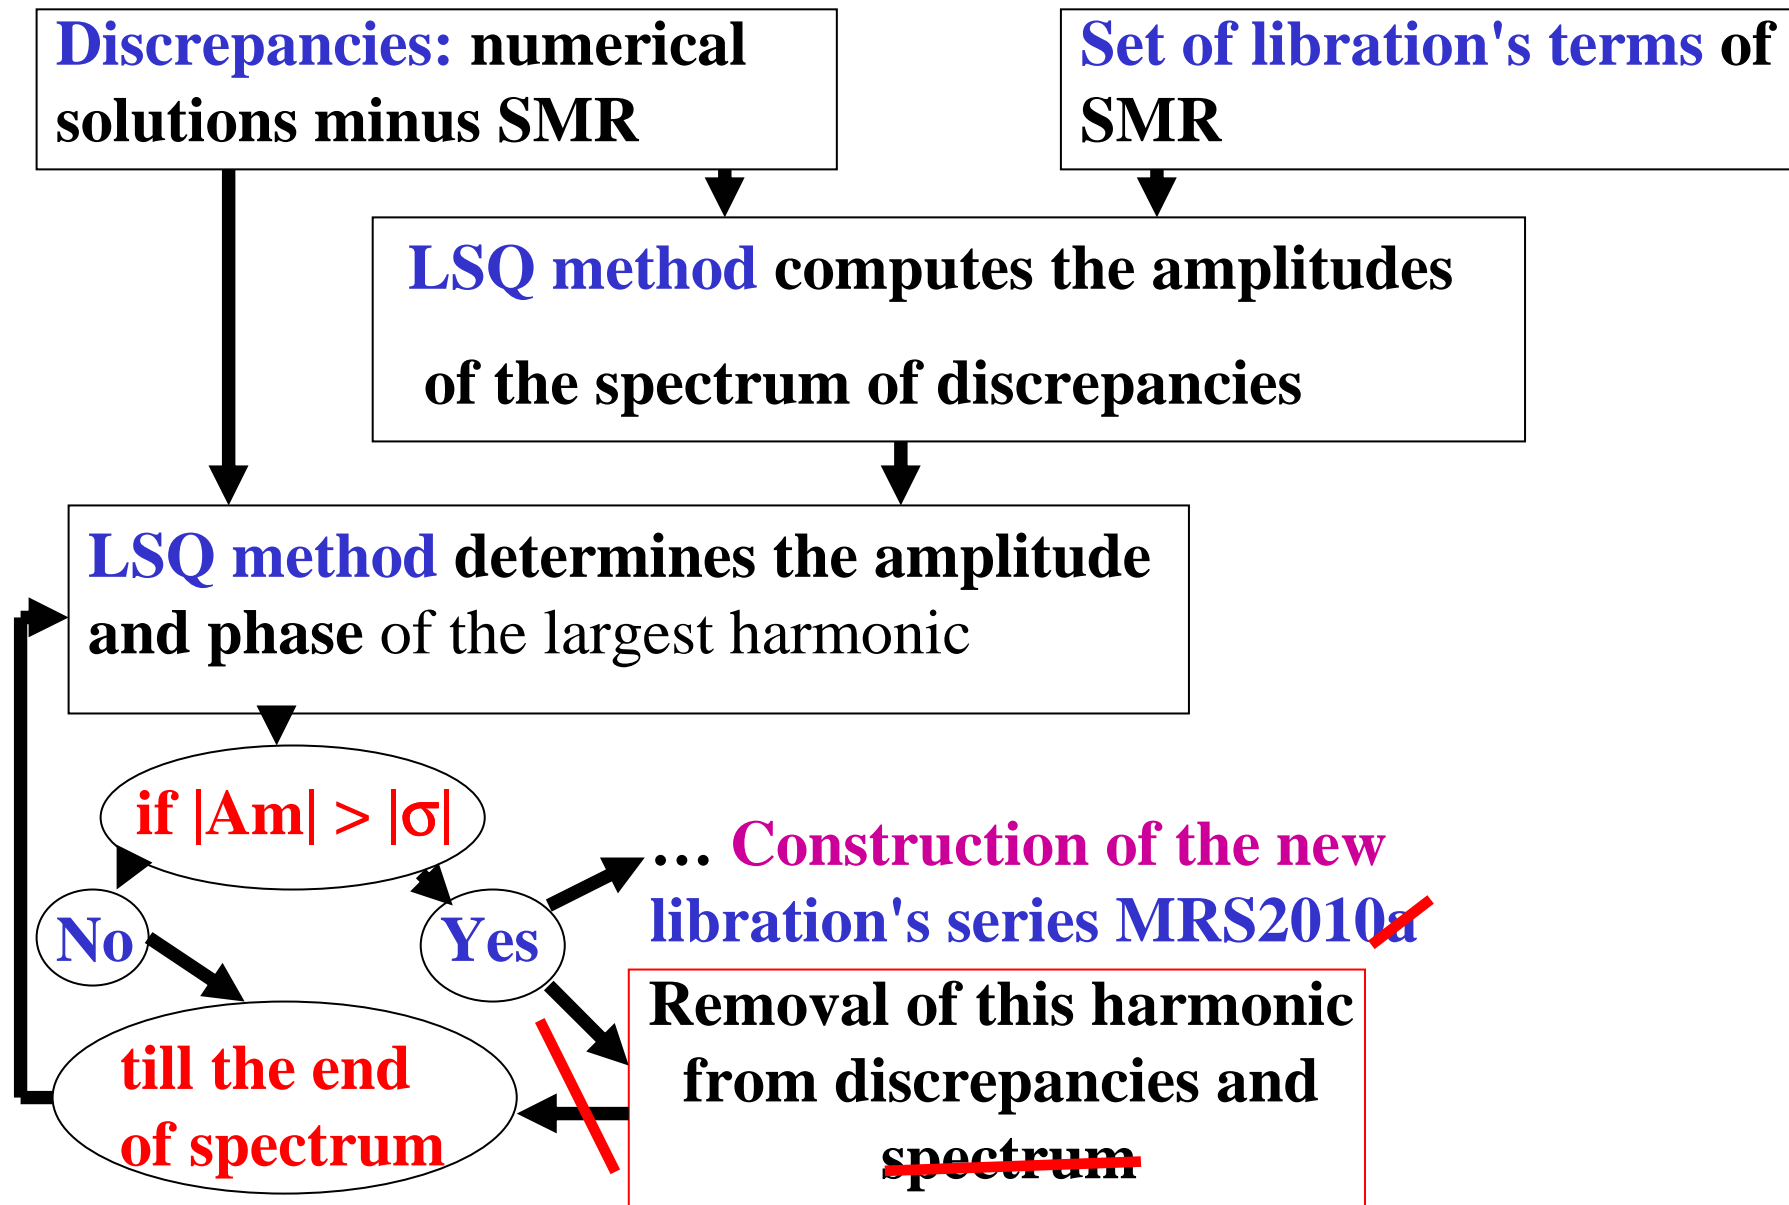 Discrepancies: numerical
solutions minus SMR
Set of libration's terms of
SMR
LSQ method computes the amplitudes
of the spectrum of discrepancies
LSQ method determines the amplitude
and phase of the largest harmonic
if |Am| > |σ|
No
Yes
… Construction of the new
libration's series MRS2010a
Removal of this harmonic
from discrepancies and
spectrum
till the end
of spectrum